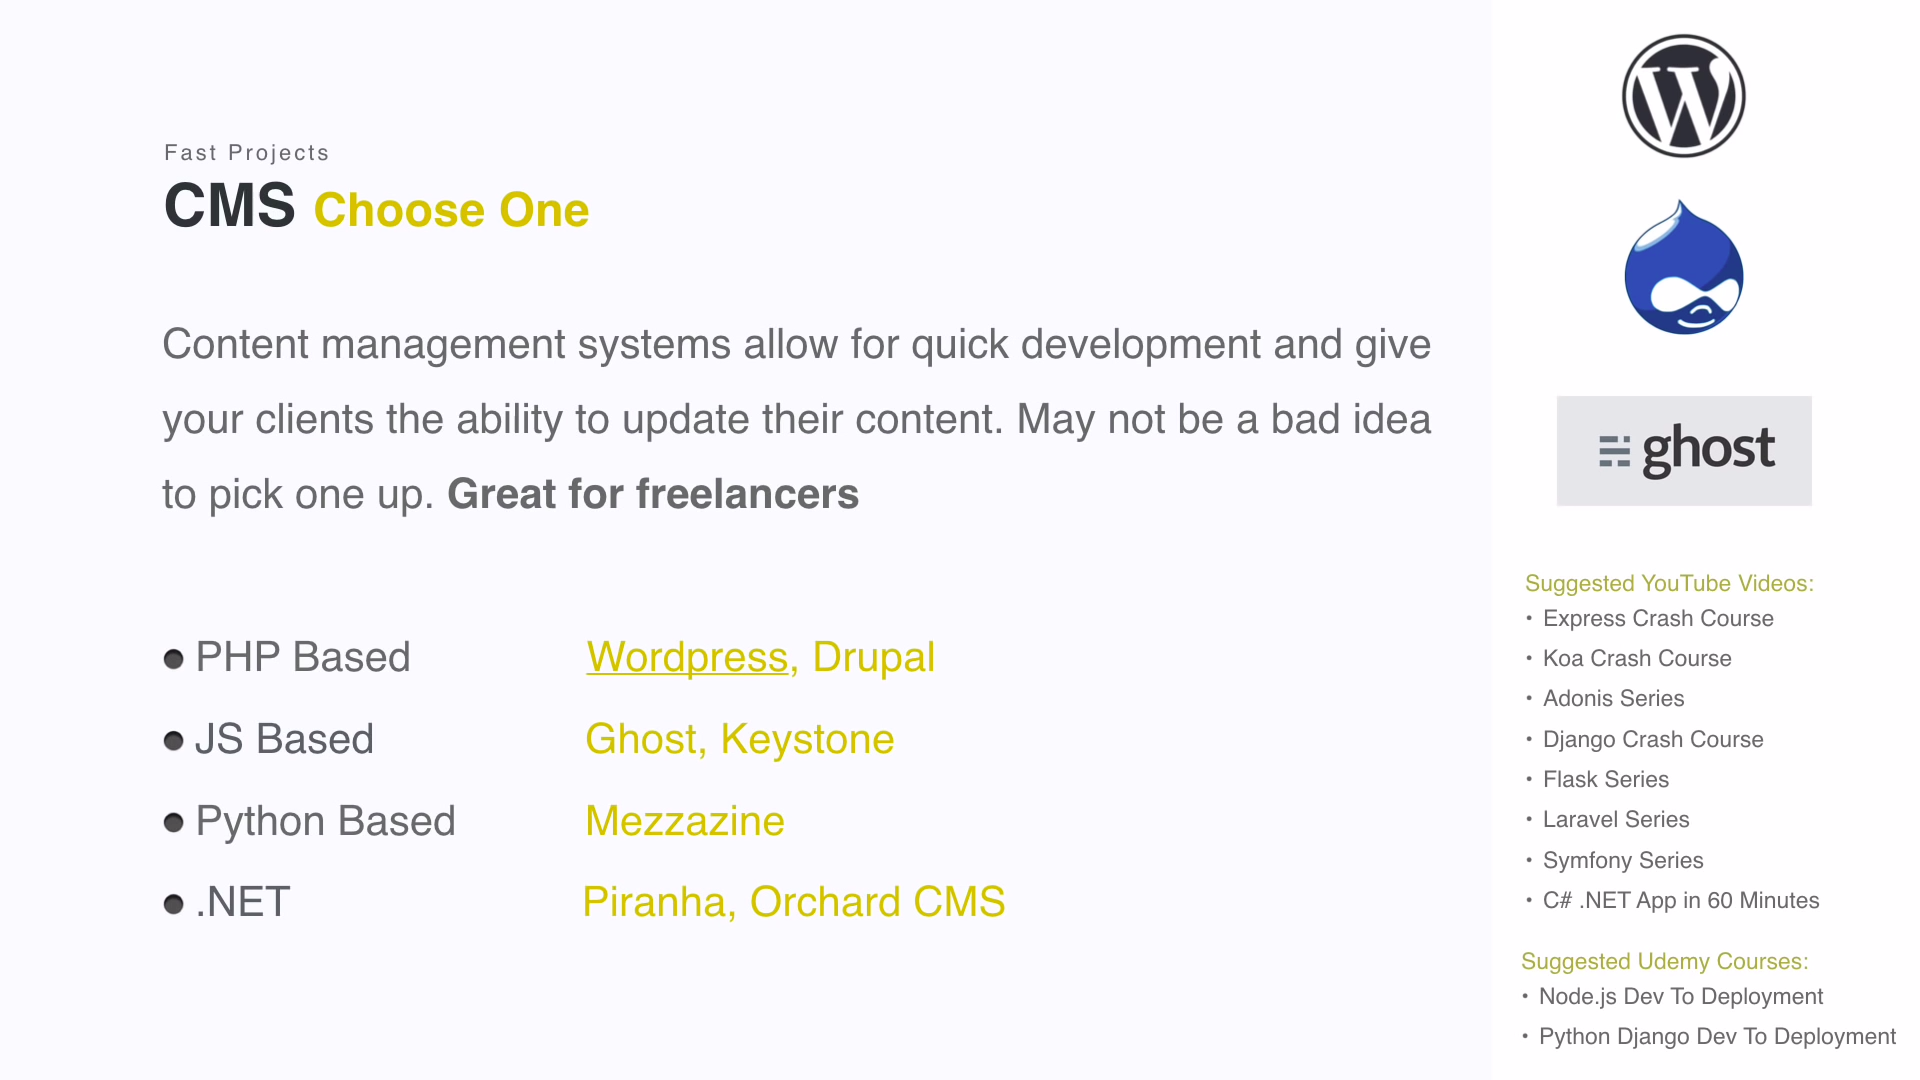 Fast Projects
CMS Choose One
Content management systems allow for quick development and give
your clients the ability to update their content. May not be a bad idea
to pick one up. Great for freelancers
PHP Based Wordpress, Drupal
JS Based Ghost, Keystone
Python Based Mezzazine
.NET Piranha, Orchard CMS
W
ghost
Suggested YouTube Videos:
• Express Crash Course
• Koa Crash Course
• Adonis Series
• Django Crash Course
• Flask Series
• Laravel Series
• Symfony Series
• C# .NET App in 60 Minutes
Suggested Udemy Courses:
• Node.js Dev To Deployment
• Python Django Dev To Deployment